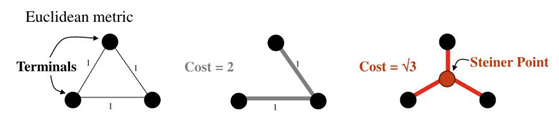 Euclidean metric
Terminals
1
1
1
Cost = 2
1
1
Cost = √3
Steiner Point